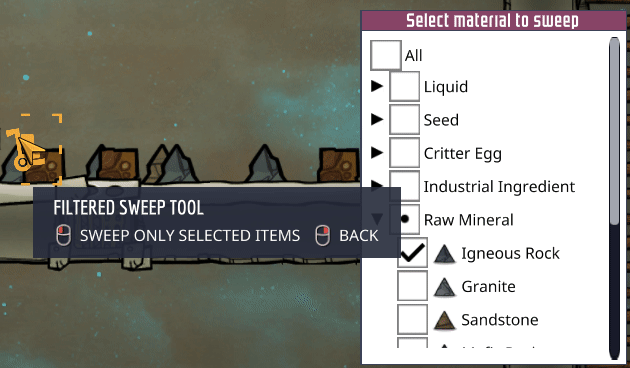 Select material to sweep
All
Liquid
Seed
Critter Egg
Industrial Ingredient
Raw Mineral
Igneous Rock
Granite
Sandstone
FILTERED SWEEP TOOL
SWEEP ONLY SELECTED ITEMS BACK